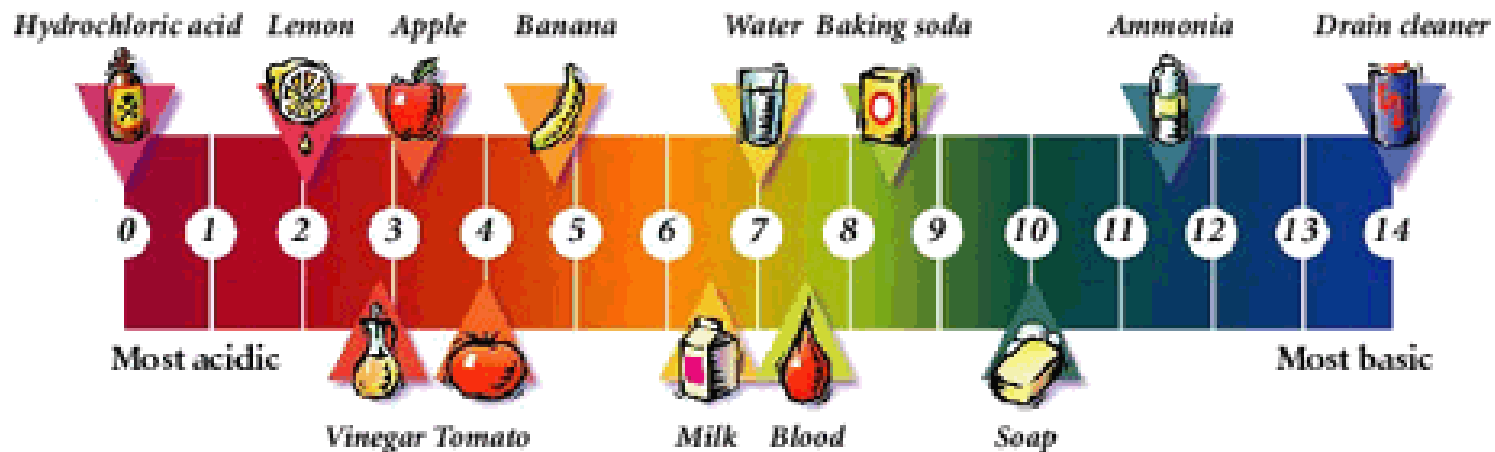 Hydrochloric acid Lemon Apple Banana Water Baking soda Ammonia Drain cleaner
0 1 2 3 4 5 6 7 8 9 10 11 12 13 14
Most acidic Most basic
Vinegar Tomato Milk Blood Soap